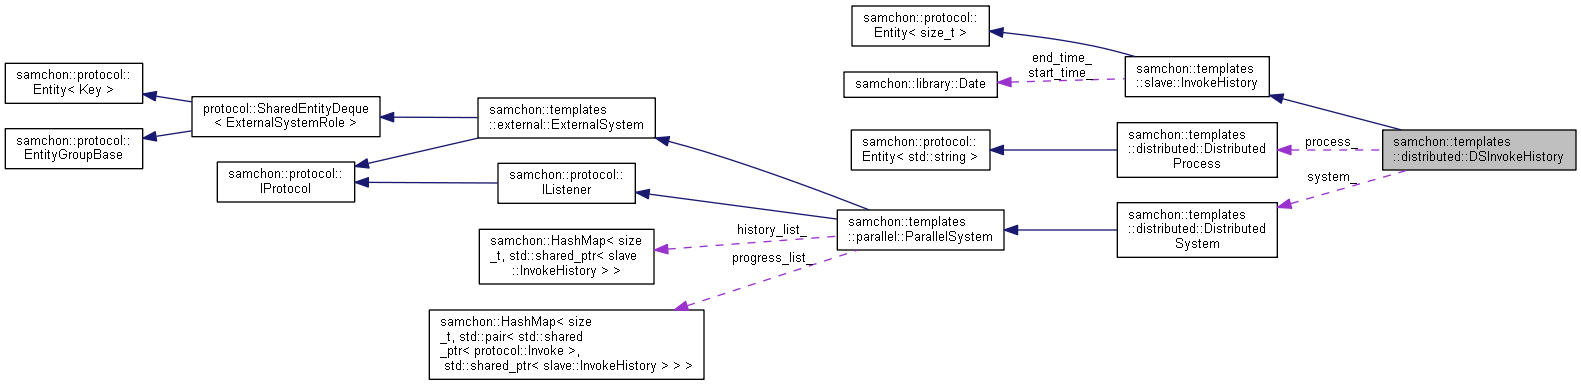 samchon::protocol::
Entity< size_t >
end_time_
start_time_
samchon::library::Date
samchon::templates
::slave::InvokeHistory
samchon::protocol::
Entity< Key >
samchon::protocol::
EntityGroupBase
protocol::SharedEntityDeque
< ExternalSystemRole >
samchon::templates
::external::ExternalSystem
samchon::protocol::
IProtocol
samchon::protocol::
IListener
samchon::protocol::
Entity< std::string >
samchon::templates
::distributed::Distributed
Process
process_
samchon::templates
::distributed::DSInvokeHistory
system_
samchon::templates
::distributed::Distributed
System
samchon::templates
::parallel::ParallelSystem
history_list_
samchon::HashMap< size
_t, std::shared_ptr< slave
::InvokeHistory > >
progress_list_
samchon::HashMap< size
_t, std::pair< std::shared
_ptr< protocol::Invoke >,
std::shared_ptr< slave::InvokeHistory > > >